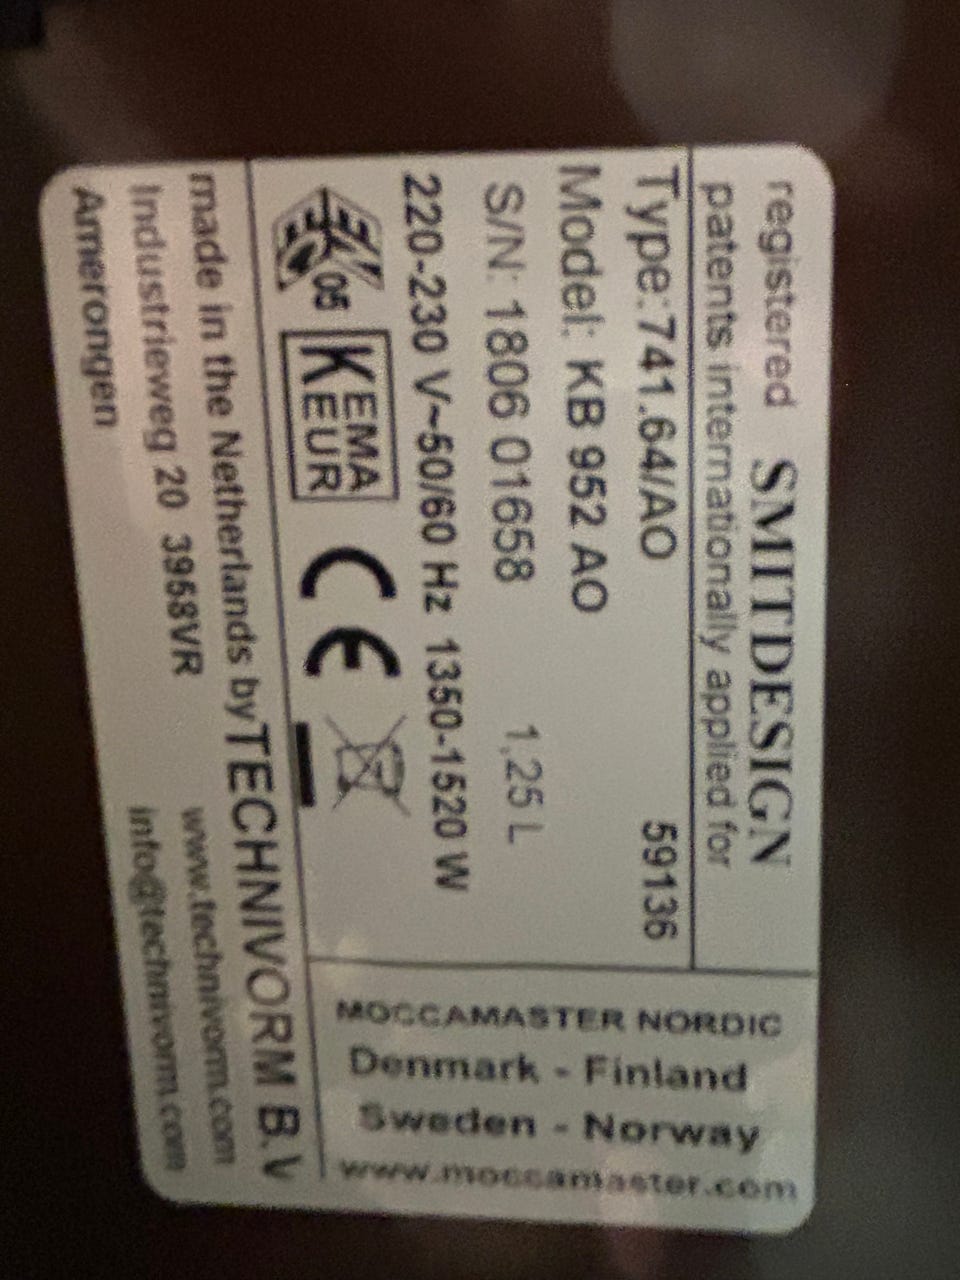 registered SMITDESIGN
patents internationally applied for
Type:741.64/AO 59136
Model: KB 952 AO
S/N: 1806 01658 1,25 L
220-230 V~50/60 Hz 1350-1520 W
05 KEMA KEUR CE
made in the Netherlands by TECHNIVORM B.V
Industrieweg 20 3958VR www.technivorm.com
Amerongen info@technivorm.com
MOCCAMASTER NORDIC
Denmark - Finland
Sweden - Norway
www.moccamaster.com